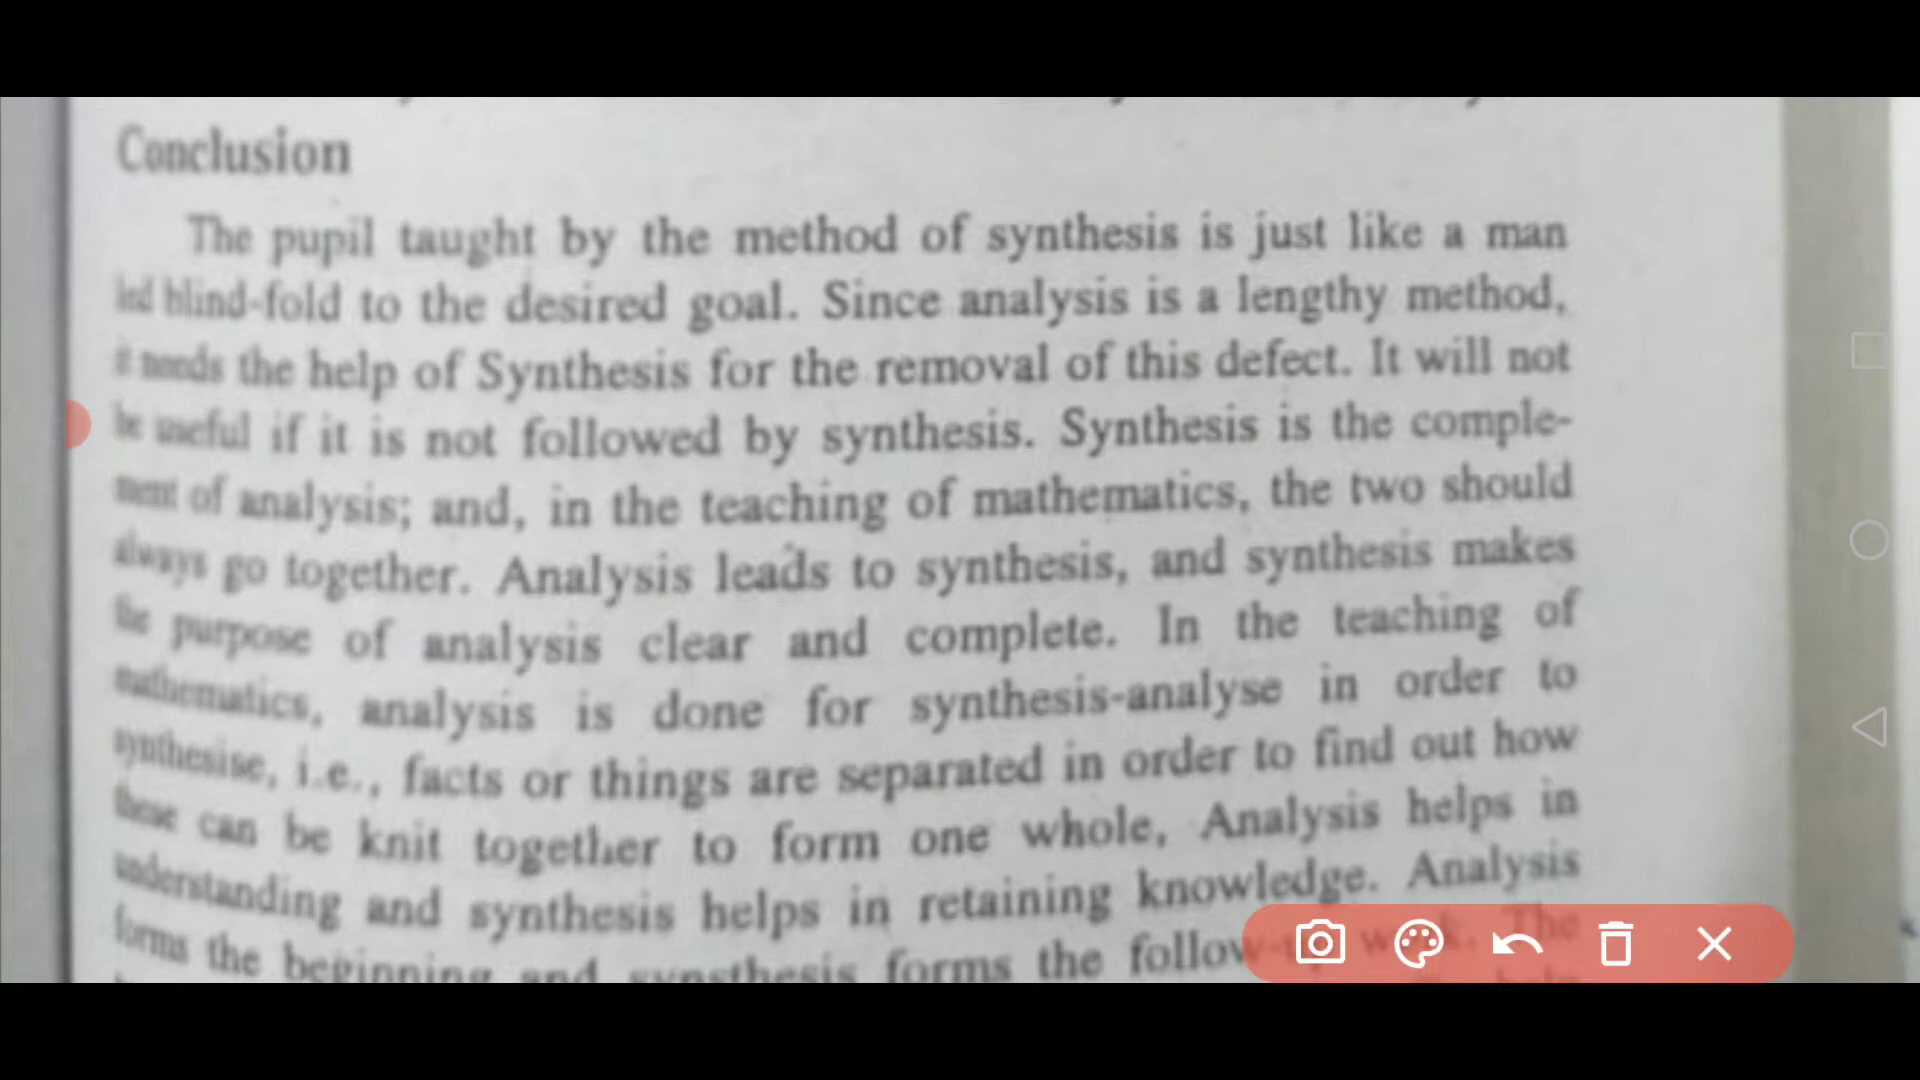 Conclusion
The pupil taught by the method of synthesis is just like a man
led blind-fold to the desired goal. Since analysis is a lengthy method,
it needs the help of Synthesis for the removal of this defect. It will not
be useful if it is not followed by synthesis. Synthesis is the comple-
ment of analysis; and, in the teaching of mathematics, the two should
always go together. Analysis leads to synthesis, and synthesis makes
the purpose of analysis clear and complete. In the teaching of
mathematics, analysis is done for synthesis-analyse in order to
synthesise, i.e., facts or things are separated in order to find out how
these can be knit together to form one whole, Analysis helps in
understanding and synthesis helps in retaining knowledge. Analysis
forms the beginning and synsthesis forms the follow-up work. The